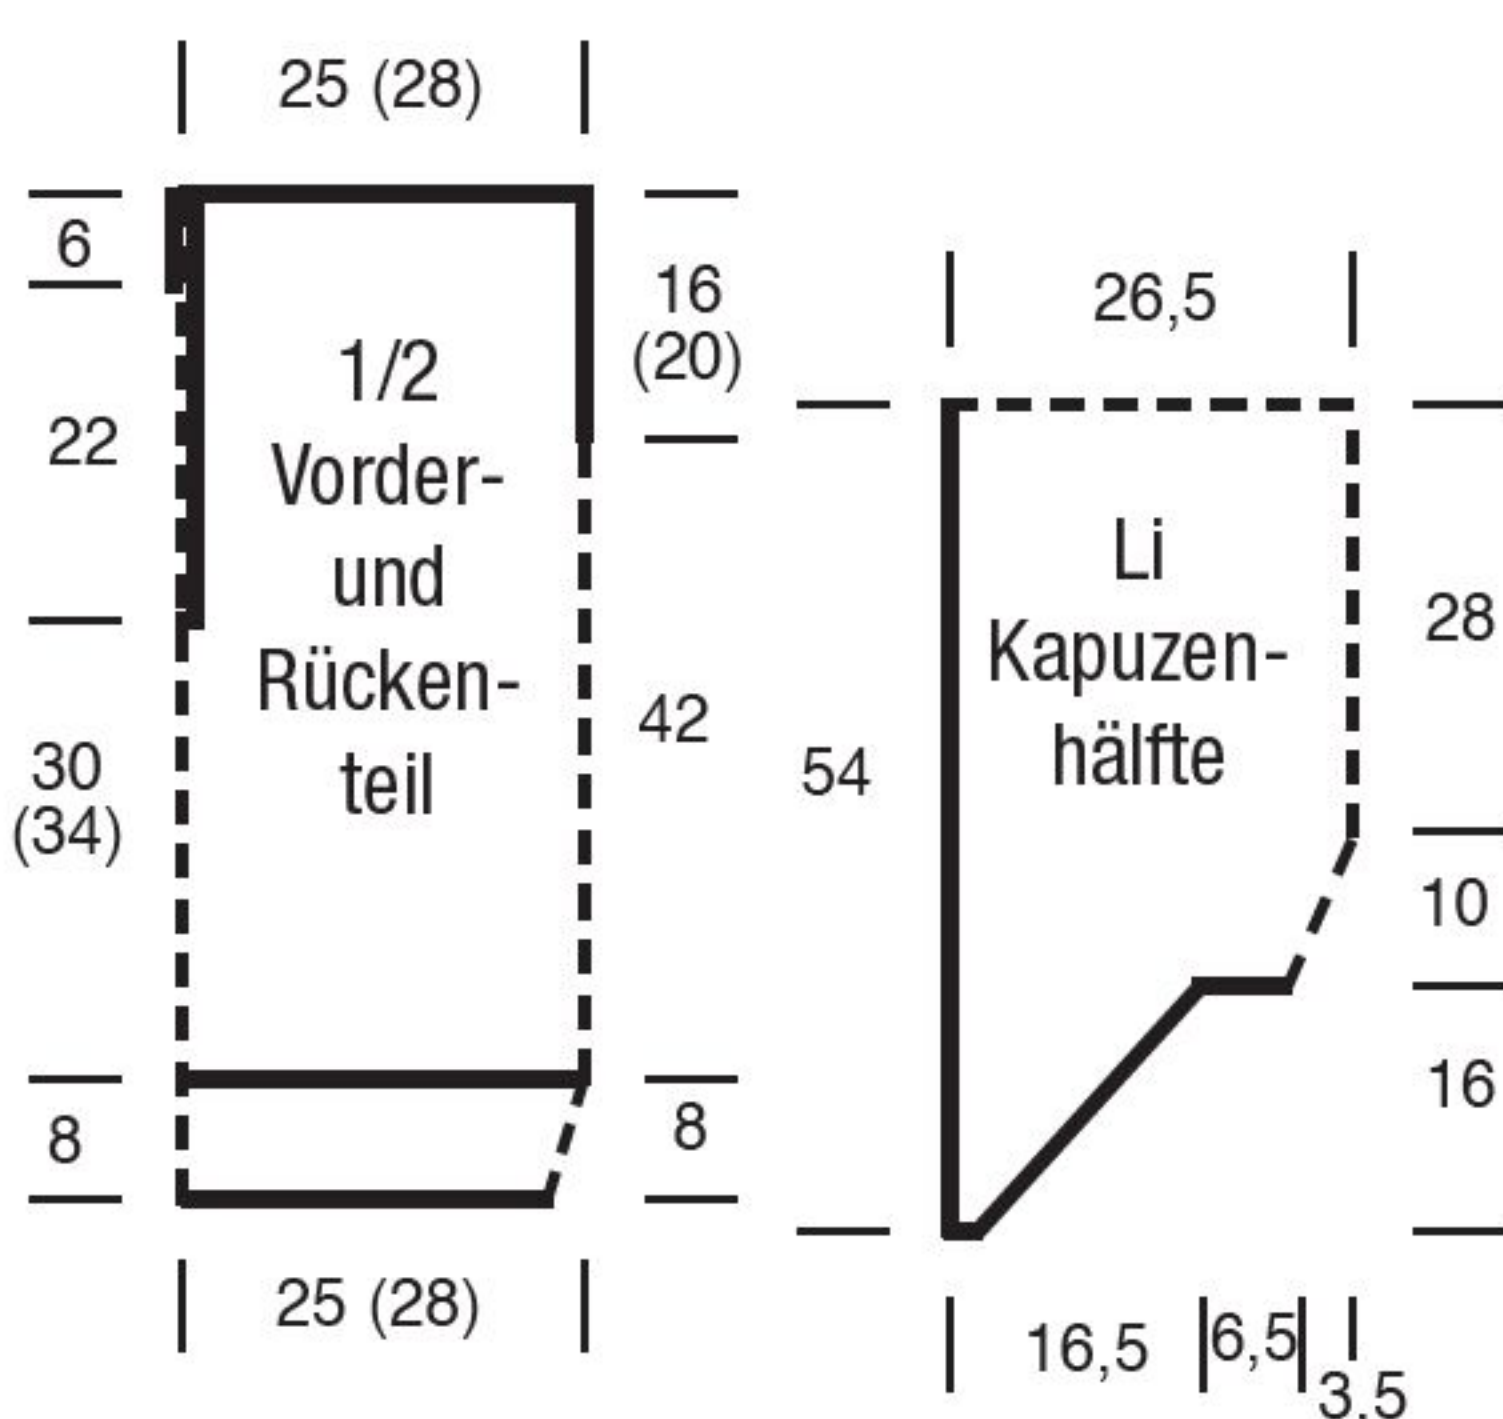 25 (28)
6
22
30
(34)
8
1/2
Vorder-
und
Rücken-
teil
16
(20)
42
8
25 (28)
26,5
54
Li
Kapuzen-
hälfte
28
10
16
16,5
6,5
3,5